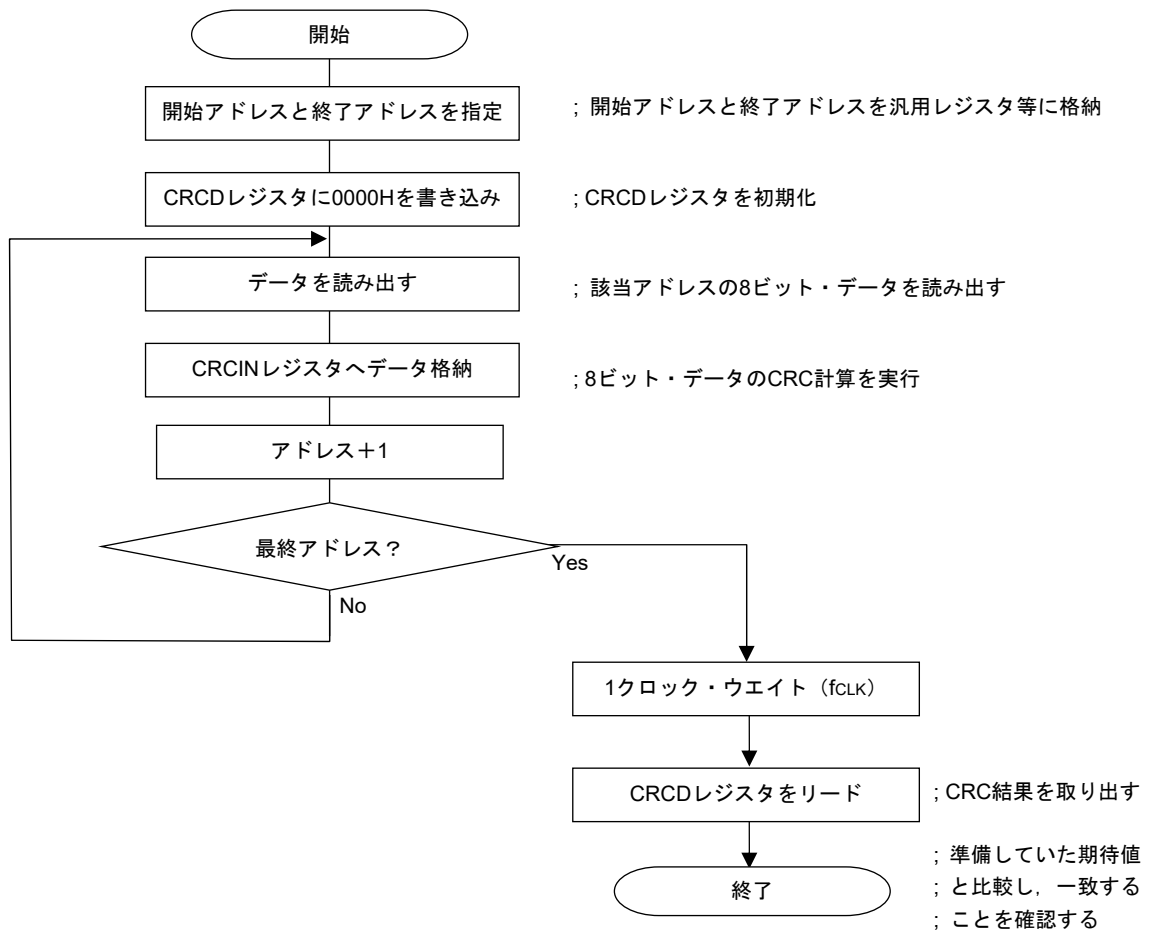 開始
開始アドレスと終了アドレスを指定
; 開始アドレスと終了アドレスを汎用レジスタ等に格納
CRCDレジスタに0000Hを書き込み
; CRCDレジスタを初期化
データを読み出す
; 該当アドレスの8ビット・データを読み出す
CRCINレジスタへデータ格納
; 8ビット・データのCRC計算を実行
アドレス＋1
最終アドレス？
Yes
No
1クロック・ウエイト（fCLK）
CRCDレジスタをリード
; CRC結果を取り出す
終了
; 準備していた期待値
; と比較し，一致する
; ことを確認する